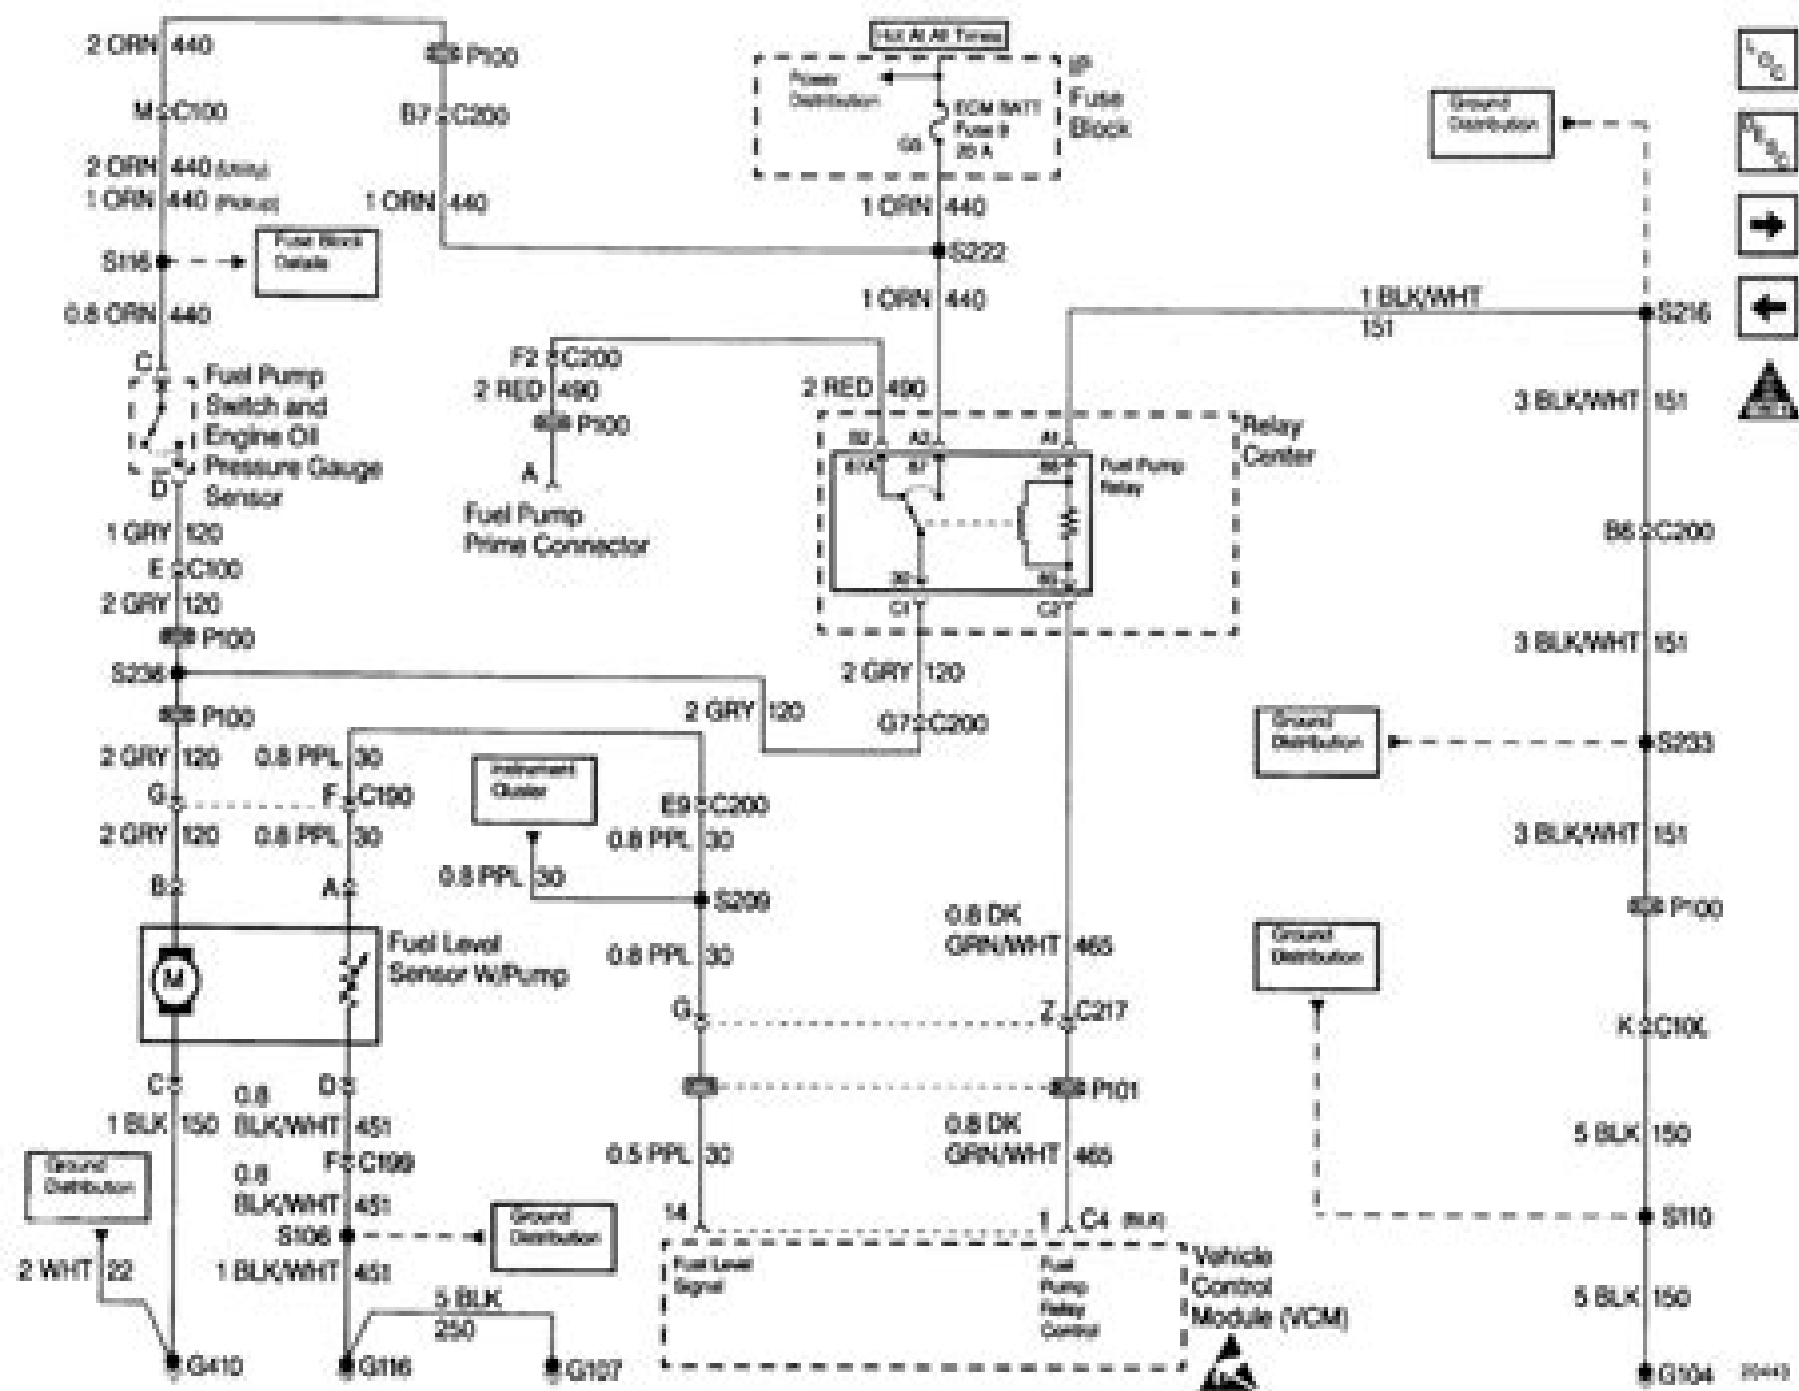 2 ORN 440
P100
M C100
B7 C200
2 ORN 440 (Utility)
1 ORN 440 (Pickup)
1 ORN 440
S116
Fuse Block
Details
0.8 ORN 440
C
Fuel Pump
Switch and
Engine Oil
Pressure Gauge
Sensor
D
1 GRY 120
E C100
2 GRY 120
P100
S236
P100
2 GRY 120
0.8 PPL 30
G
F C190
2 GRY 120
0.8 PPL 30
B
A
M
Fuel Level
Sensor W/Pump
C
D
1 BLK 150
0.8
BLK/WHT 451
F C199
0.8
BLK/WHT 451
Ground
Distribution
S106
Ground
Distribution
2 WHT 22
1 BLK/WHT 451
5 BLK
250
G410
G116
G107
Hot At All Times
Power
Distribution
I/P
Fuse
Block
ECM BATT
Fuse 9
20 A
1 ORN 440
S222
1 ORN 440
F2 C200
2 RED 490
P100
A
Fuel Pump
Prime Connector
2 RED 490
Relay
Center
B2
87A
87
Fuel Pump
Relay
30
C1
C2
2 GRY 120
2 GRY 120
G7 C200
Instrument
Cluster
E9 C200
0.8 PPL 30
0.8 PPL 30
S209
0.8 PPL 30
0.8 DK
GRN/WHT 465
G
Z C217
P101
0.5 PPL 30
0.8 DK
GRN/WHT 465
14
1 C4 (BLK)
Fuel Level
Signal
Fuel
Pump
Relay
Control
Vehicle
Control
Module (VCM)
Ground
Distribution
1 BLK/WHT
151
S216
3 BLK/WHT 151
B6 C200
3 BLK/WHT 151
Ground
Distribution
S233
3 BLK/WHT 151
P100
Ground
Distribution
5 BLK 150
S110
5 BLK 150
G104
LOC
DESC